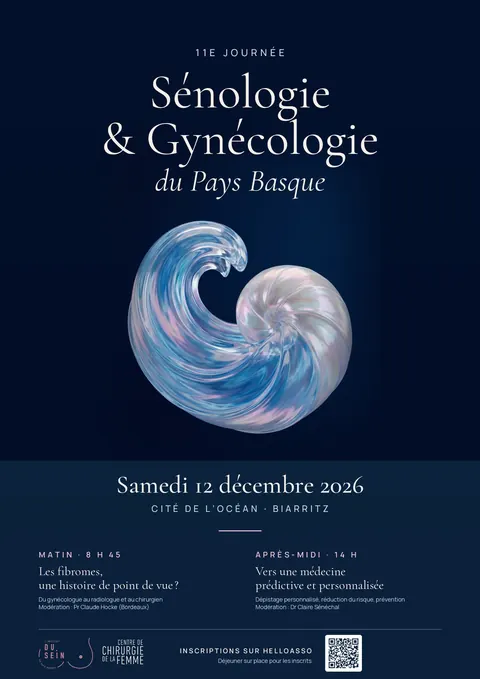 11E JOURNÉE
Sénologie
& Gynécologie
du Pays Basque
Samedi 12 décembre 2026
CITÉ DE L'OCÉAN · BIARRITZ
MATIN · 8 H 45
Les fibromes,
une histoire de point de vue ?
Du gynécologue au radiologue et au chirurgien
Modération : Pr Claude Hocke (Bordeaux)
APRÈS-MIDI · 14 H
Vers une médecine
prédictive et personnalisée
Dépistage personnalisé, réduction du risque, prévention
Modération : Dr Claire Sénéchal
DU
SEIN
CENTRE DE
CHIRURGIE
DE LA FEMME
INSCRIPTIONS SUR HELLOASSO
Déjeuner sur place pour les inscrits